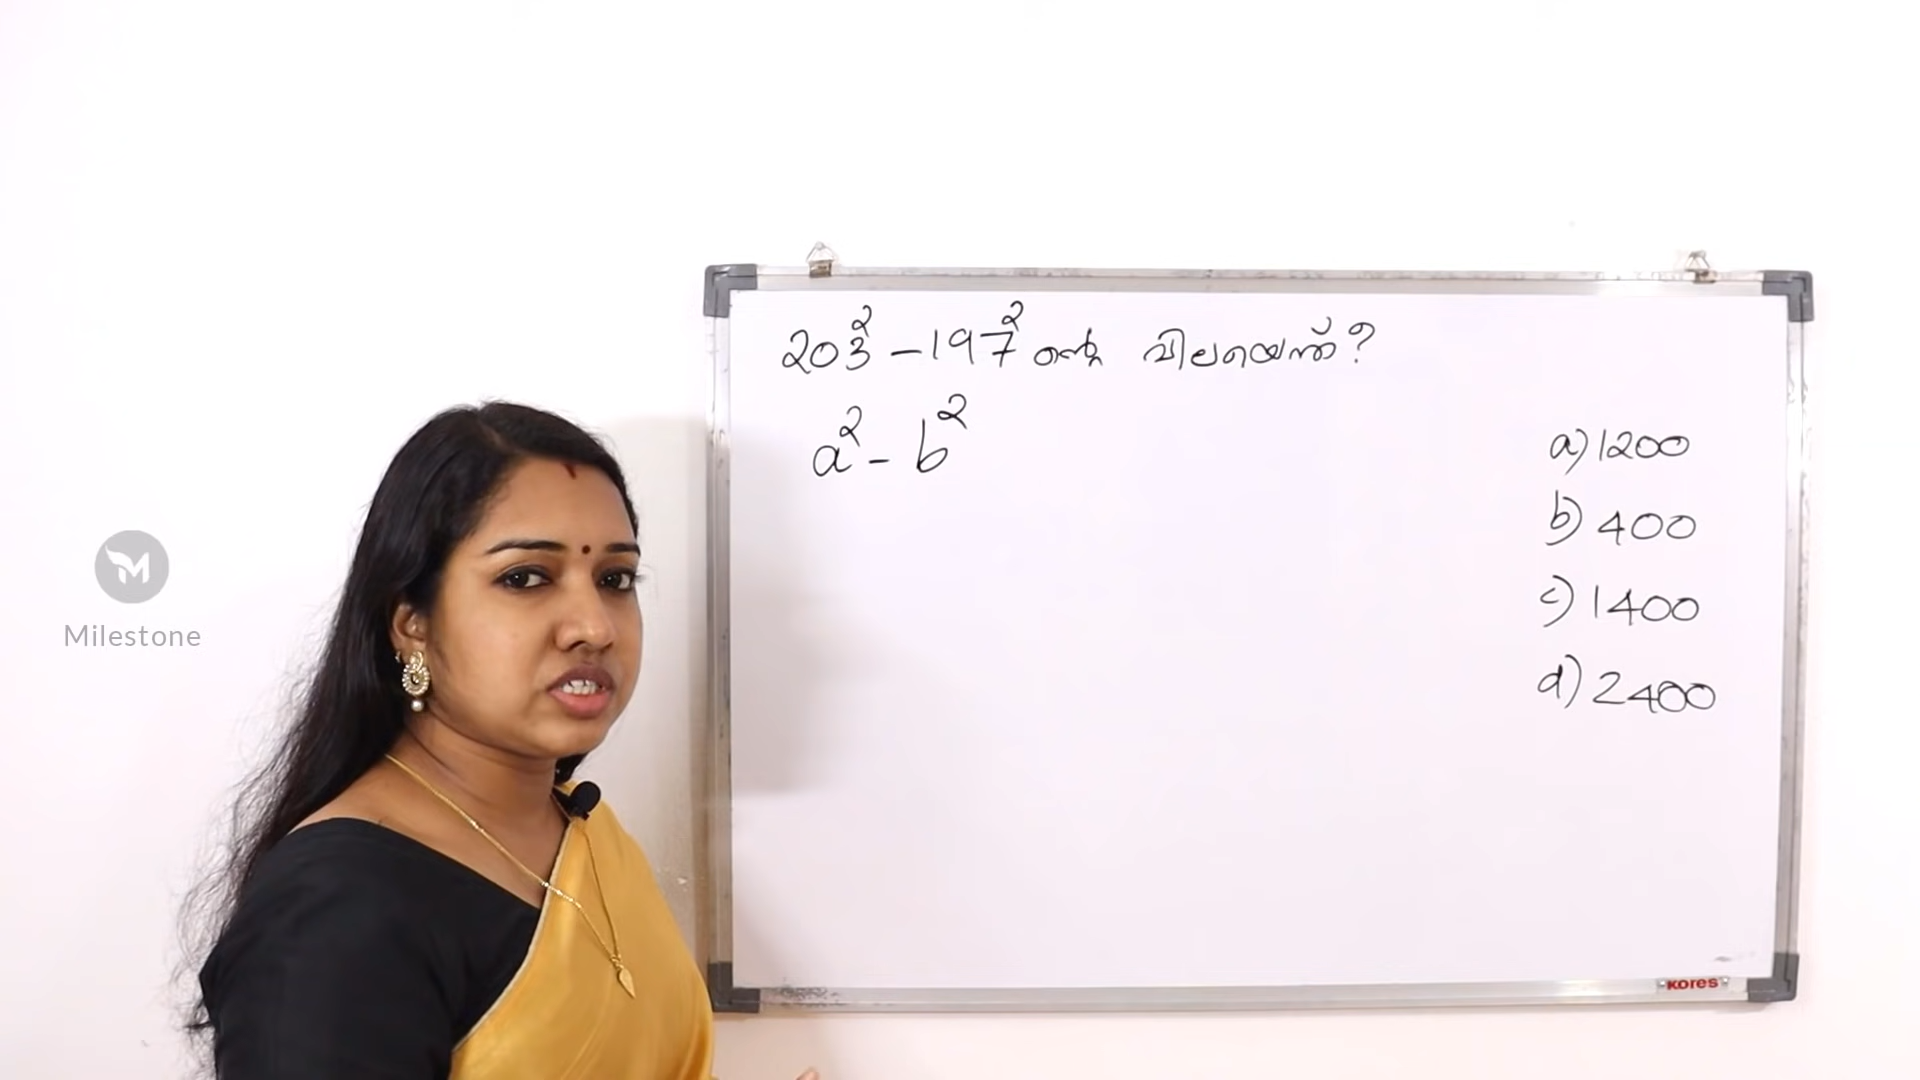 203² – 197² ന്റെ വിലയെന്ത്?
a² - b²
a) 1200
b) 400
c) 1400
d) 2400
Milestone
kores